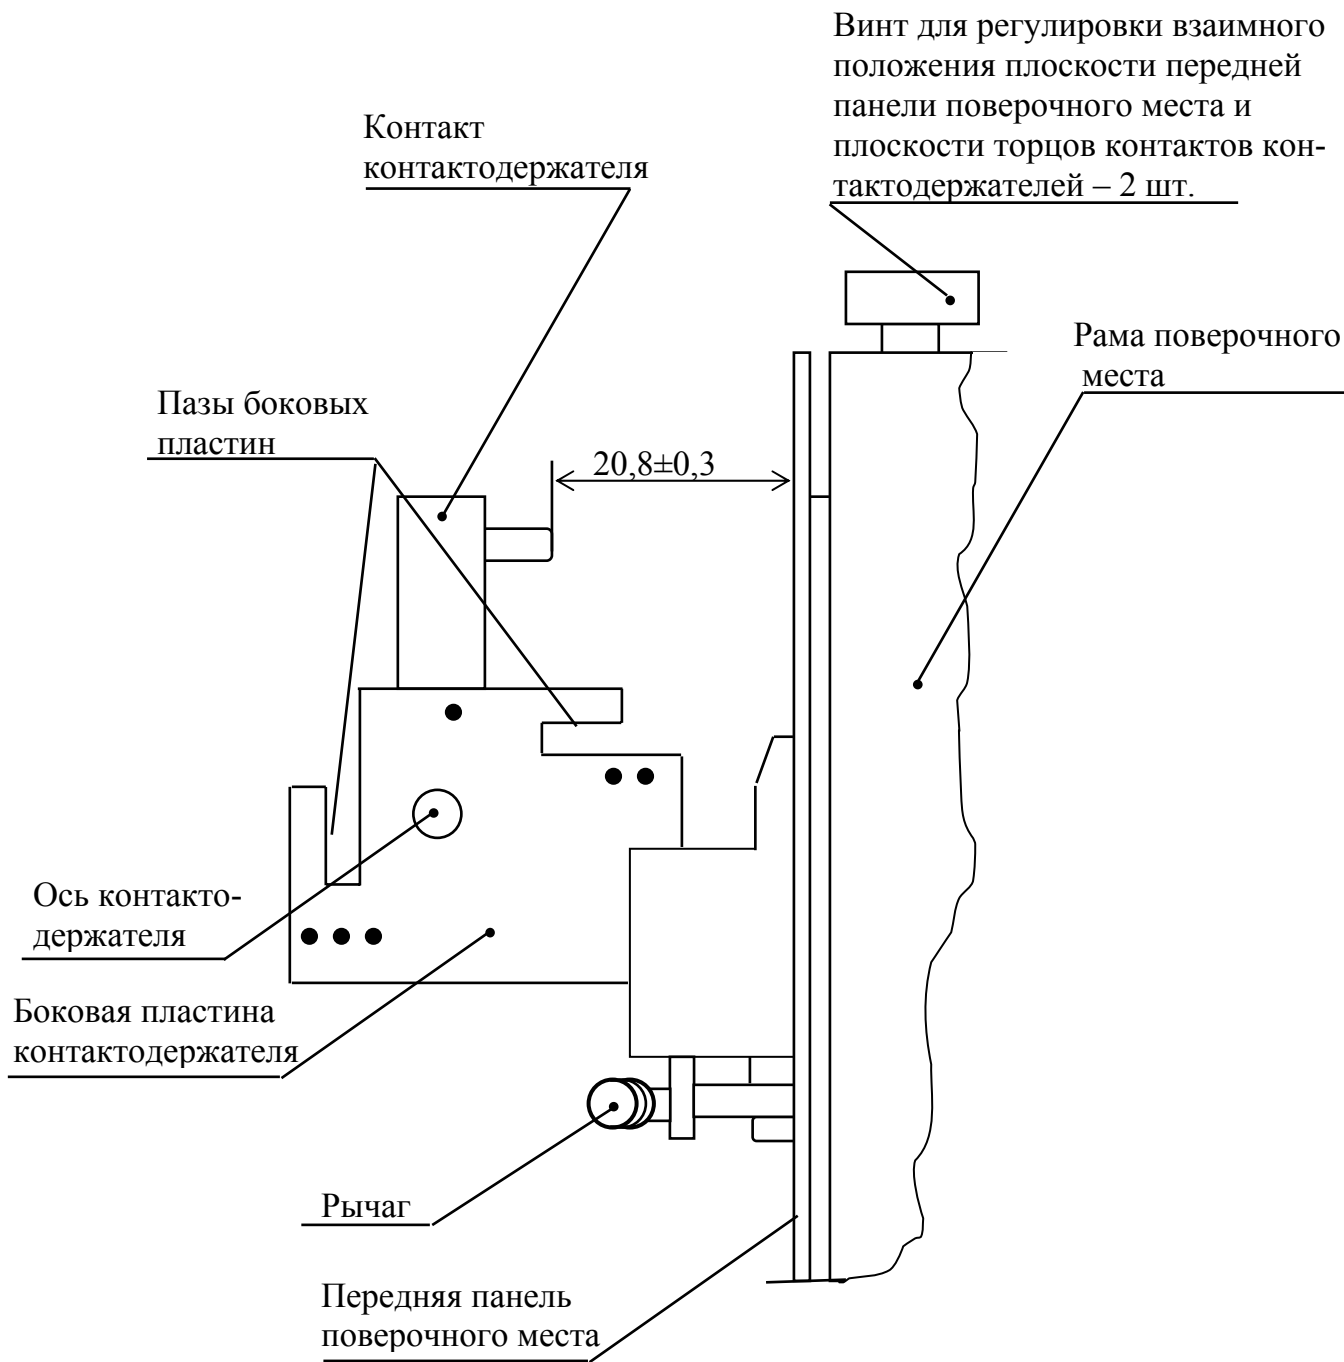 Винт для регулировки взаимного
положения плоскости передней
панели поверочного места и
плоскости торцов контактов кон-
тактодержателей – 2 шт.
Контакт
контактодержателя
Рама поверочного
места
Пазы боковых
пластин
20,8±0,3
Ось контакто-
держателя
Боковая пластина
контактодержателя
Рычаг
Передняя панель
поверочного места